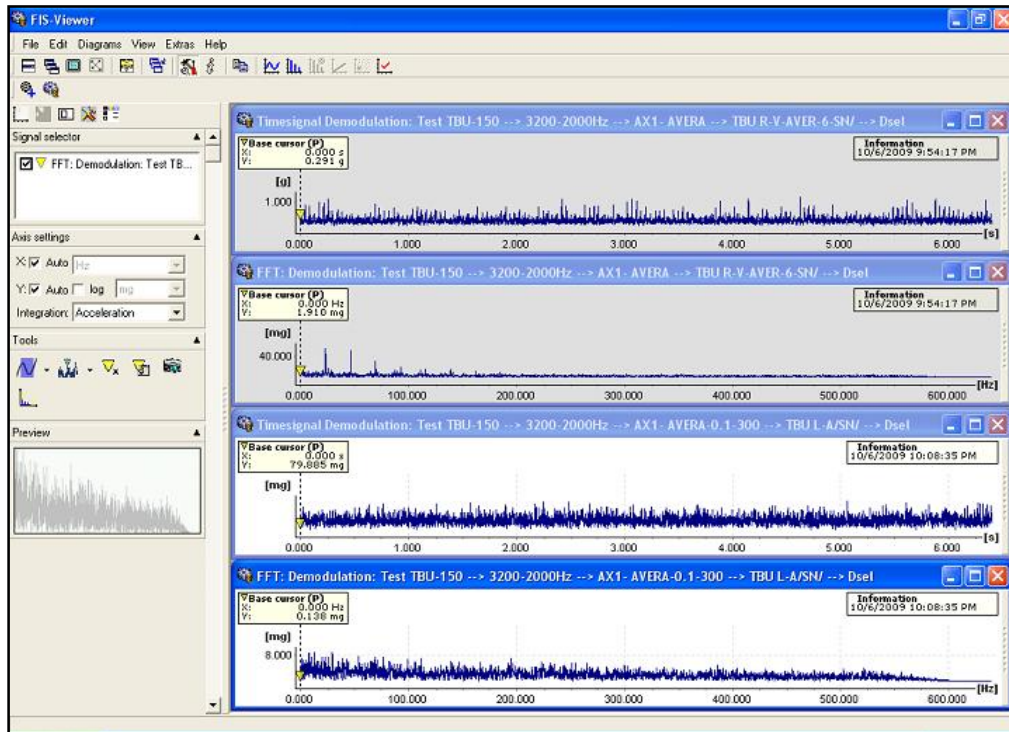 FIS-Viewer
File Edit Diagrams View Extras Help
Signal selector
FFT: Demodulation: Test TB...
Axis settings
X: Auto Hz
Y: Auto log mg
Integration: Acceleration
Tools
Preview
Timesignal Demodulation: Test TBU-150 --> 3200-2000Hz --> AX1- AVERA --> TBU R-V-AVER-6-SN/ --> Dsel
Base cursor (P)
X: 0.000 s
Y: 0.291 g
Information
10/6/2009 9:54:17 PM
[g]
1.000
0.000 1.000 2.000 3.000 4.000 5.000 6.000 [s]
FFT: Demodulation: Test TBU-150 --> 3200-2000Hz --> AX1- AVERA --> TBU R-V-AVER-6-SN/ --> Dsel
Base cursor (P)
X: 0.000 Hz
Y: 1.910 mg
Information
10/6/2009 9:54:17 PM
[mg]
40.000
0.000 100.000 200.000 300.000 400.000 500.000 600.000 [Hz]
Timesignal Demodulation: Test TBU-150 --> 3200-2000Hz --> AX1- AVERA-0.1-300 --> TBU L-A/SN/ --> Dsel
Base cursor (P)
X: 0.000 s
Y: 79.885 mg
Information
10/6/2009 10:08:35 PM
[mg]
0.000 1.000 2.000 3.000 4.000 5.000 6.000 [s]
FFT: Demodulation: Test TBU-150 --> 3200-2000Hz --> AX1- AVERA-0.1-300 --> TBU L-A/SN/ --> Dsel
Base cursor (P)
X: 0.000 Hz
Y: 0.138 mg
Information
10/6/2009 10:08:35 PM
[mg]
8.000
0.000 100.000 200.000 300.000 400.000 500.000 600.000 [Hz]